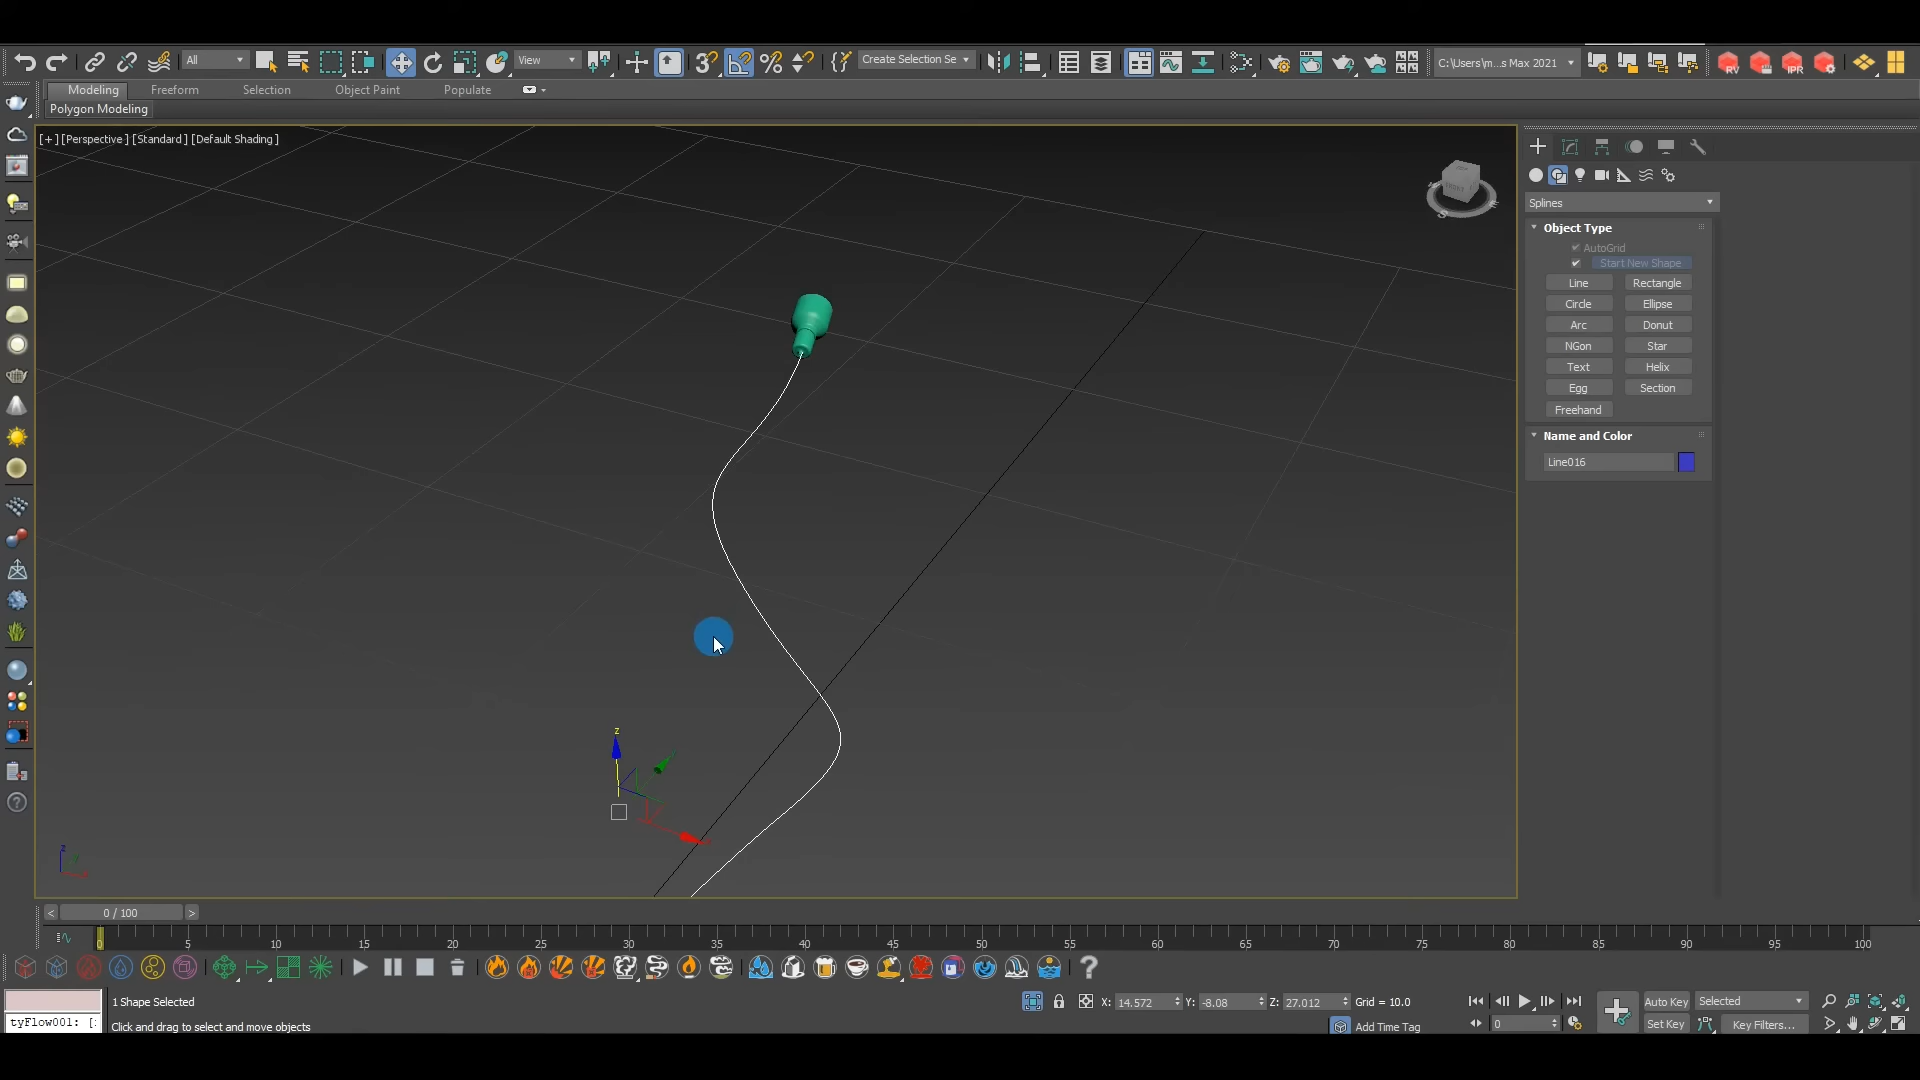 All
View
3
Create Selection Se
C:\Users\m...s Max 2021
RV
IPR
Modeling
Freeform
Selection
Object Paint
Populate
Polygon Modeling
[+] [Perspective] [Standard] [Default Shading]
FRONT
S
E
Splines
Object Type
AutoGrid
Start New Shape
Line
Rectangle
Circle
Ellipse
Arc
Donut
NGon
Star
Text
Helix
Egg
Section
Freehand
Name and Color
Line016
z
z
< 0 / 100 >
0 5 10 15 20 25 30 35 40 45 50 55 60 65 70 75 80 85 90 95 100
1 Shape Selected
X: 14.572 Y: -8.08 Z: 27.012 Grid = 10.0
Auto Key
Selected
tyFlow001: [:
Click and drag to select and move objects
Add Time Tag
0
Set Key
Key Filters...